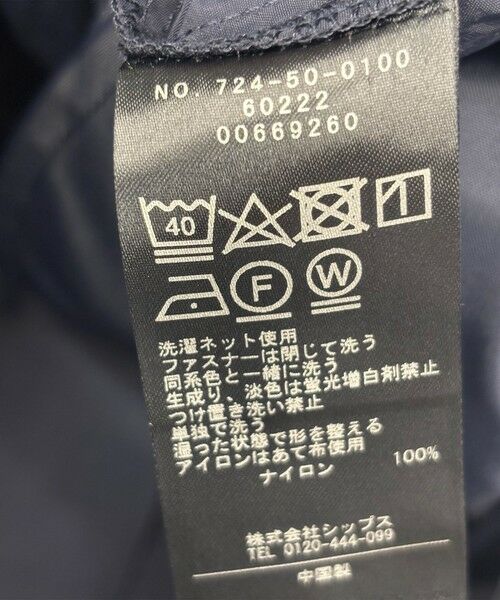 NO 724-50-0100
60222
00669260
40
F W
洗濯ネット使用
ファスナーは閉じて洗う
同系色と一緒に洗う
生成り、淡色は蛍光増白剤禁止
つけ置き洗い禁止
単独で洗う
湿った状態で形を整える
アイロンはあて布使用
ナイロン 100%
株式会社シップス
TEL 0120-444-099
中国製